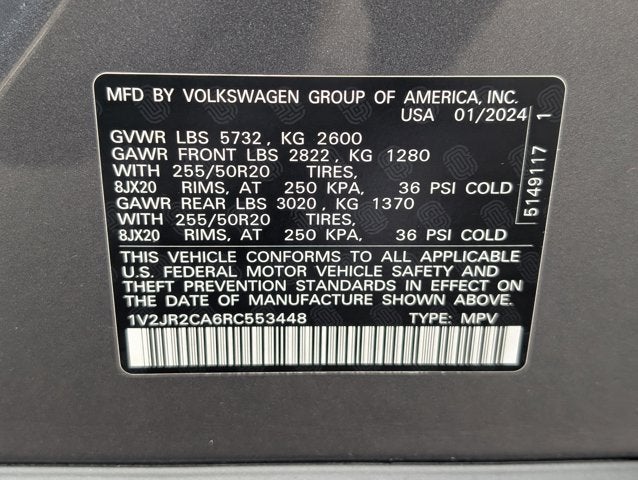 MFD BY VOLKSWAGEN GROUP OF AMERICA, INC.
USA 01/2024
GVWR LBS 5732, KG 2600
GAWR FRONT LBS 2822, KG 1280
WITH 255/50R20 TIRES,
8JX20 RIMS, AT 250 KPA, 36 PSI COLD
GAWR REAR LBS 3020, KG 1370
WITH 255/50R20 TIRES,
8JX20 RIMS, AT 250 KPA, 36 PSI COLD
THIS VEHICLE CONFORMS TO ALL APPLICABLE
U.S. FEDERAL MOTOR VEHICLE SAFETY AND
THEFT PREVENTION STANDARDS IN EFFECT ON
THE DATE OF MANUFACTURE SHOWN ABOVE.
1V2JR2CA6RC553448 TYPE: MPV
5149117 1